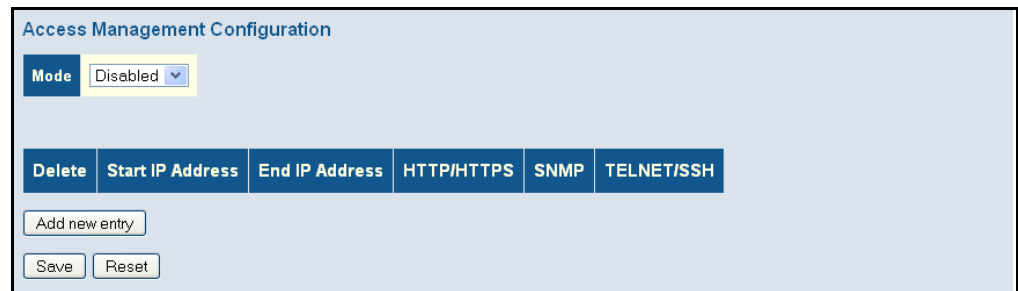 Access Management Configuration
Mode Disabled
Delete Start IP Address End IP Address HTTP/HTTPS SNMP TELNET/SSH
Add new entry
Save Reset